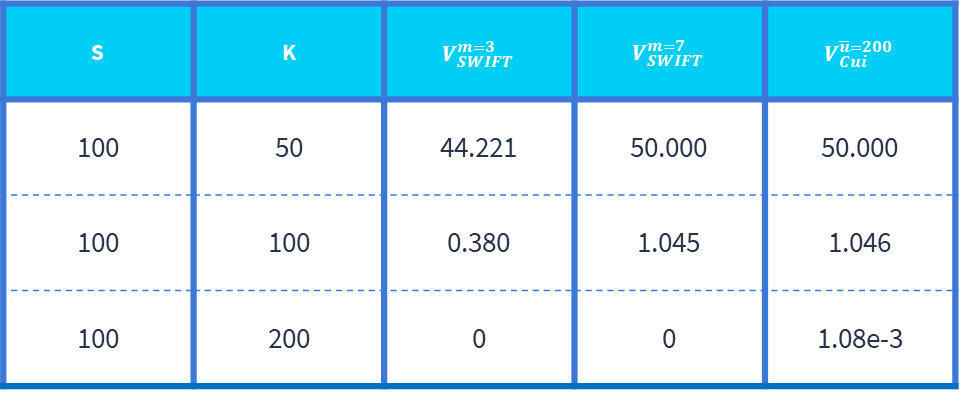 S K V_{SWIFT}^{m=3} V_{SWIFT}^{m=7} V_{Cui}^{ū=200}
100 50 44.221 50.000 50.000
100 100 0.380 1.045 1.046
100 200 0 0 1.08e-3